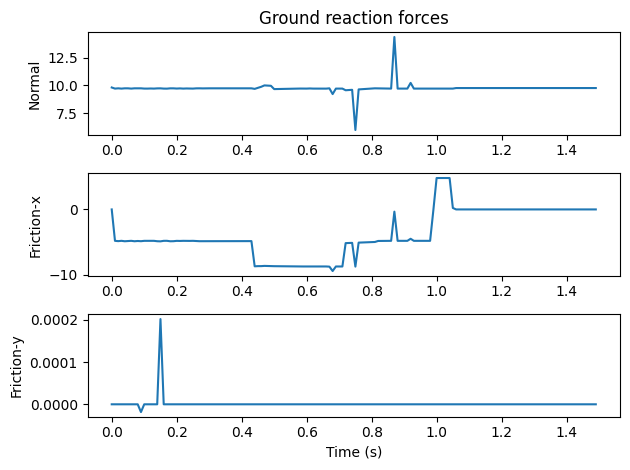 Ground reaction forces
Normal
12.5
10.0
7.5
0.0 0.2 0.4 0.6 0.8 1.0 1.2 1.4
Friction-x
0
−10
0.0 0.2 0.4 0.6 0.8 1.0 1.2 1.4
Friction-y
0.0002
0.0001
0.0000
0.0 0.2 0.4 0.6 0.8 1.0 1.2 1.4
Time (s)